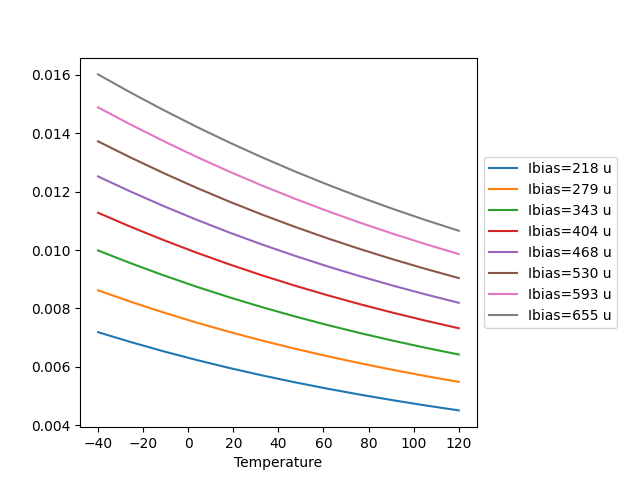 0.016
0.014
0.012
0.010
0.008
0.006
0.004
−40
−20
0
20
40
60
80
100
120
Temperature
Ibias=218 u
Ibias=279 u
Ibias=343 u
Ibias=404 u
Ibias=468 u
Ibias=530 u
Ibias=593 u
Ibias=655 u